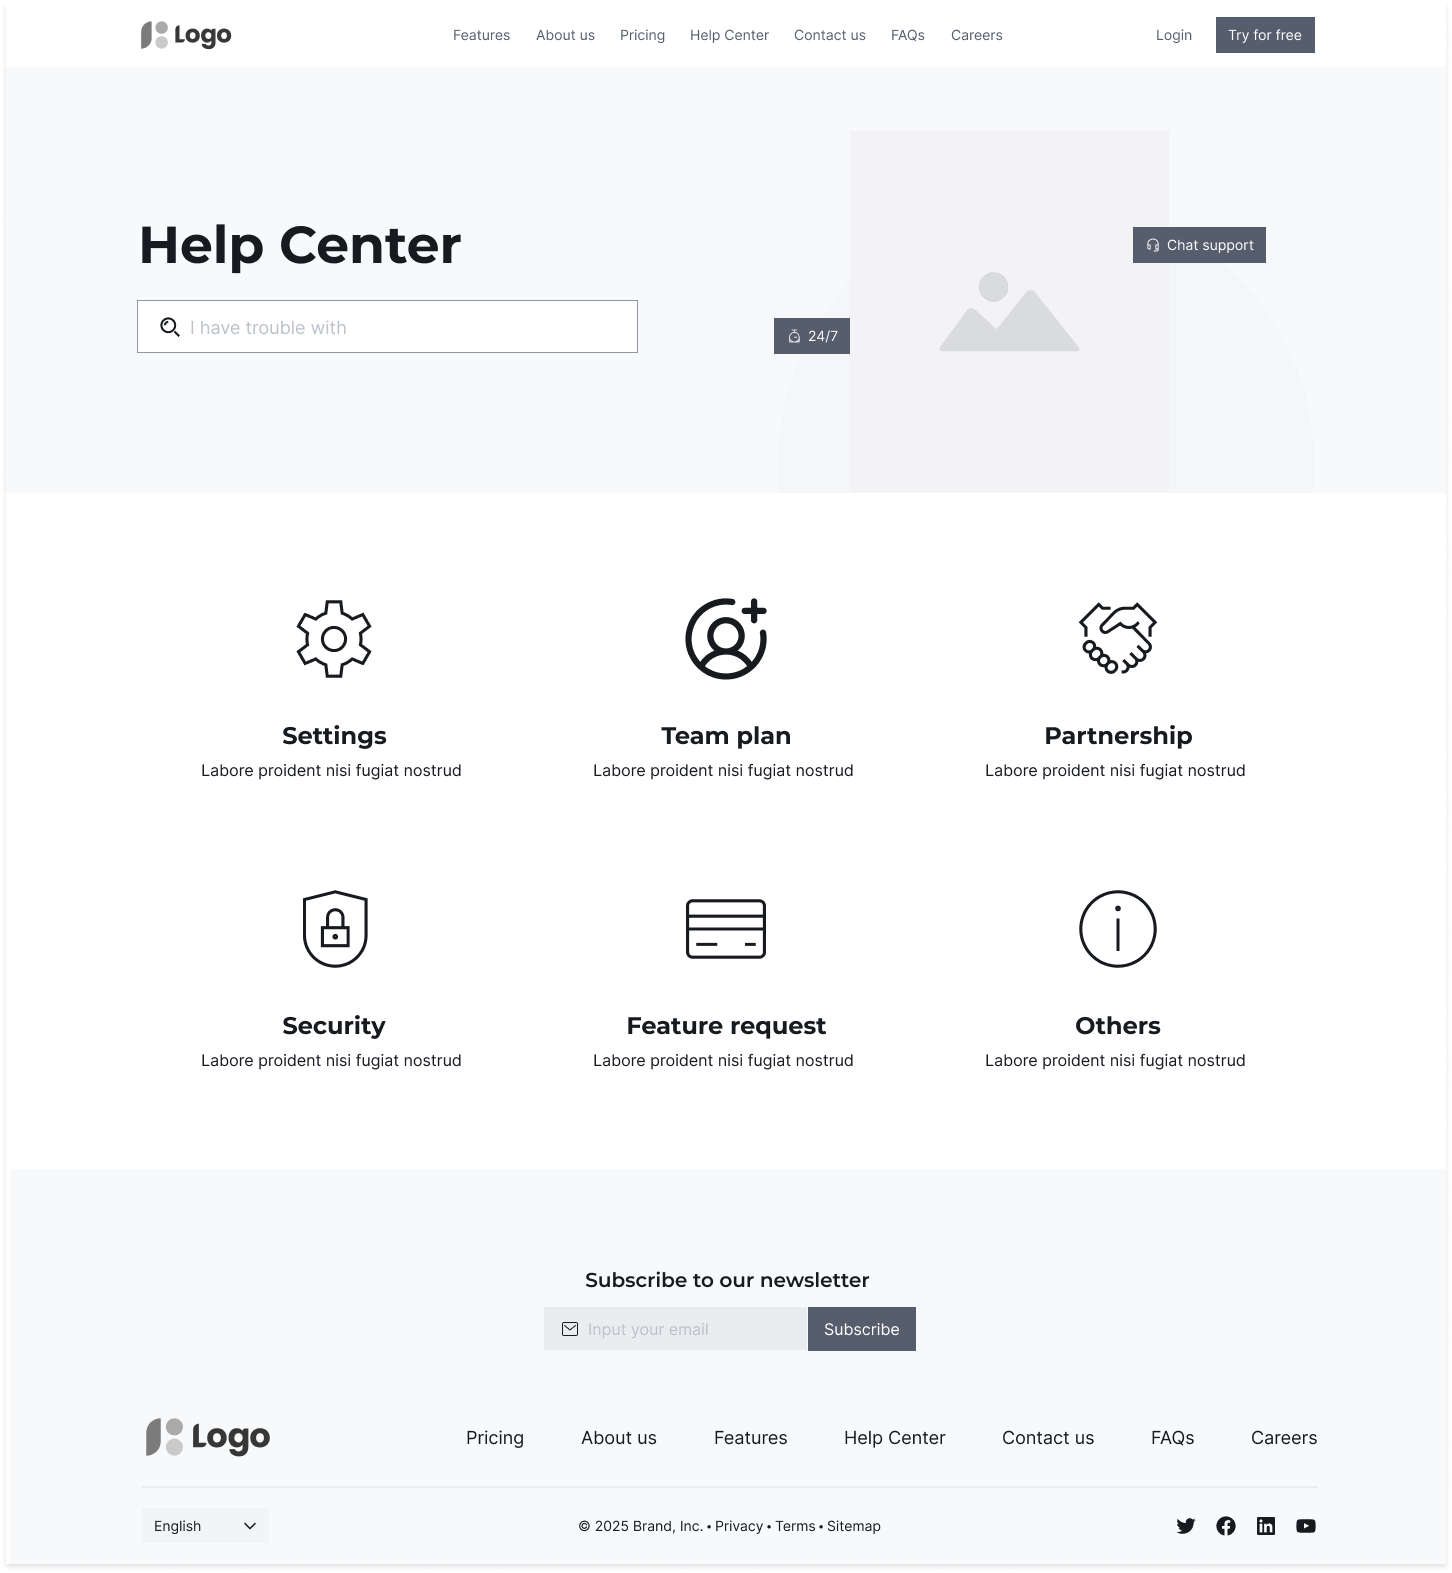 Logo
Features About us Pricing Help Center Contact us FAQs Careers Login Try for free
Help Center
I have trouble with
Chat support
24/7
Settings Team plan Partnership
Labore proident nisi fugiat nostrud Labore proident nisi fugiat nostrud Labore proident nisi fugiat nostrud
Security Feature request Others
Labore proident nisi fugiat nostrud Labore proident nisi fugiat nostrud Labore proident nisi fugiat nostrud
Subscribe to our newsletter
Input your email Subscribe
Logo Pricing About us Features Help Center Contact us FAQs Careers
English © 2025 Brand, Inc. • Privacy • Terms • Sitemap